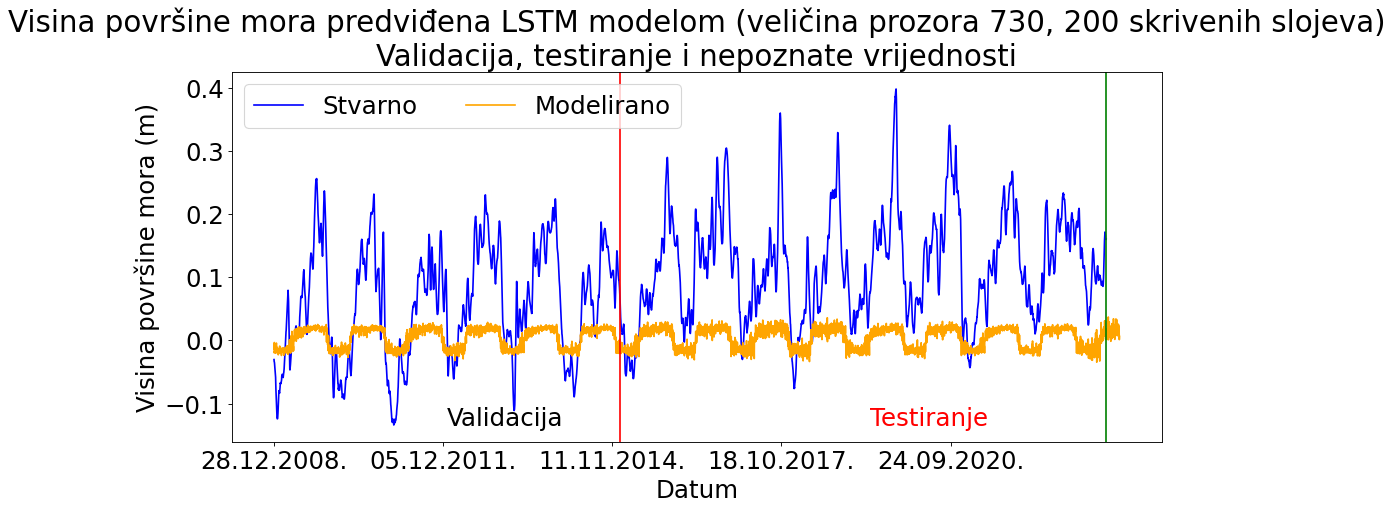 Visina površine mora predviđena LSTM modelom (veličina prozora 730, 200 skrivenih slojeva)
Validacija, testiranje i nepoznate vrijednosti
Stvarno Modelirano
Visina površine mora (m)
0.4
0.3
0.2
0.1
0.0
−0.1
Validacija Testiranje
28.12.2008. 05.12.2011. 11.11.2014. 18.10.2017. 24.09.2020.
Datum